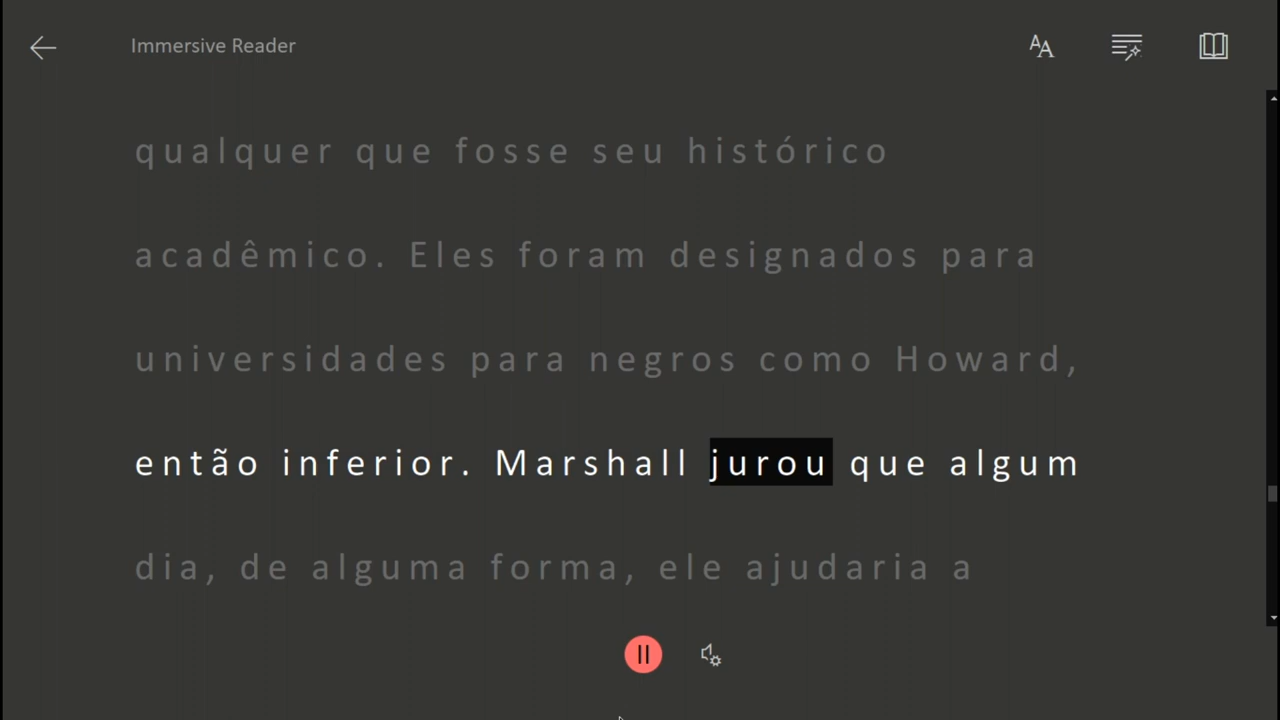 Immersive Reader
qualquer que fosse seu histórico
acadêmico. Eles foram designados para
universidades para negros como Howard,
então inferior. Marshall jurou que algum
dia, de alguma forma, ele ajudaria a